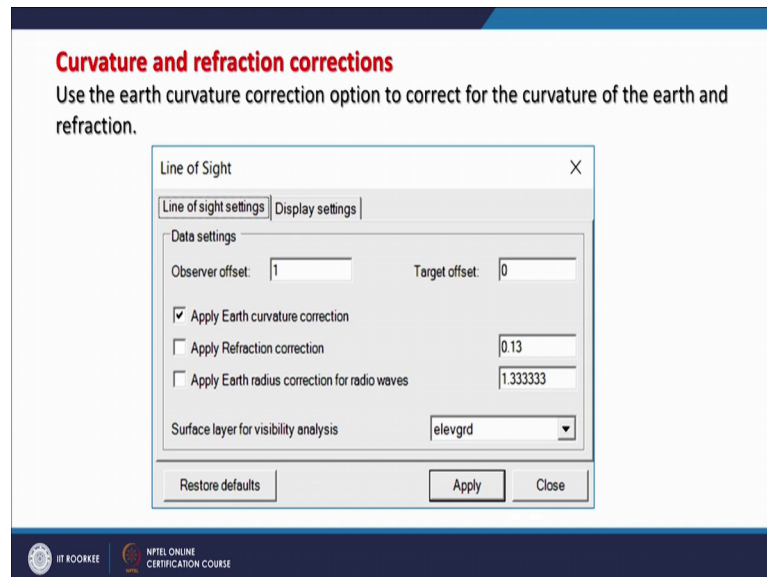 Curvature and refraction corrections
Use the earth curvature correction option to correct for the curvature of the earth and
refraction.
Line of Sight
Line of sight settings Display settings
Data settings
Observer offset: 1 Target offset: 0
Apply Earth curvature correction
Apply Refraction correction 0.13
Apply Earth radius correction for radio waves 1.333333
Surface layer for visibility analysis elevgrd
Restore defaults Apply Close
IIT ROORKEE
NPTEL ONLINE
CERTIFICATION COURSE
NPTEL